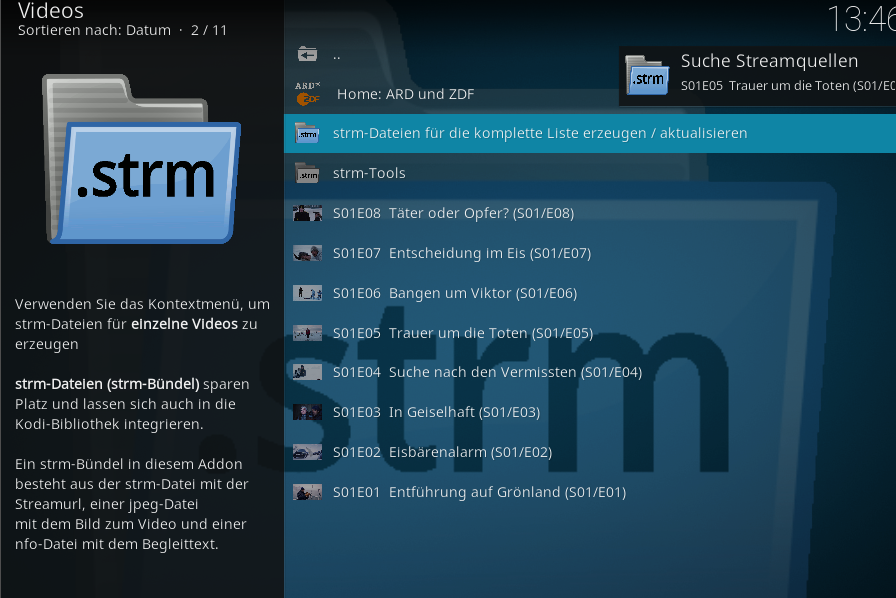 Videos
Sortieren nach: Datum · 2 / 11
13:46
Suche Streamquellen
S01E05 Trauer um die Toten (S01/E0
.strm
.strm
Verwenden Sie das Kontextmenü, um
strm-Dateien für einzelne Videos zu
erzeugen
strm-Dateien (strm-Bündel) sparen
Platz und lassen sich auch in die
Kodi-Bibliothek integrieren.
Ein strm-Bündel in diesem Addon
besteht aus der strm-Datei mit der
Streamurl, einer jpeg-Datei
mit dem Bild zum Video und einer
nfo-Datei mit dem Begleittext.
..
ARD
ZDF
Home: ARD und ZDF
.strm
strm-Dateien für die komplette Liste erzeugen / aktualisieren
.strm
strm-Tools
S01E08 Täter oder Opfer? (S01/E08)
S01E07 Entscheidung im Eis (S01/E07)
S01E06 Bangen um Viktor (S01/E06)
S01E05 Trauer um die Toten (S01/E05)
S01E04 Suche nach den Vermissten (S01/E04)
S01E03 In Geiselhaft (S01/E03)
S01E02 Eisbärenalarm (S01/E02)
S01E01 Entführung auf Grönland (S01/E01)
.strm